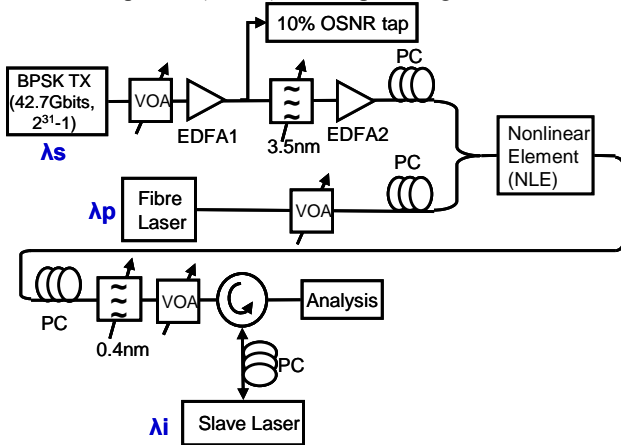 10% OSNR tap
BPSK TX
(42.7Gbits,
2³¹-1)
λs
VOA
EDFA1
3.5nm
EDFA2
PC
Nonlinear
Element
(NLE)
λp
Fibre
Laser
VOA
PC
PC
0.4nm
VOA
Analysis
PC
λi
Slave Laser